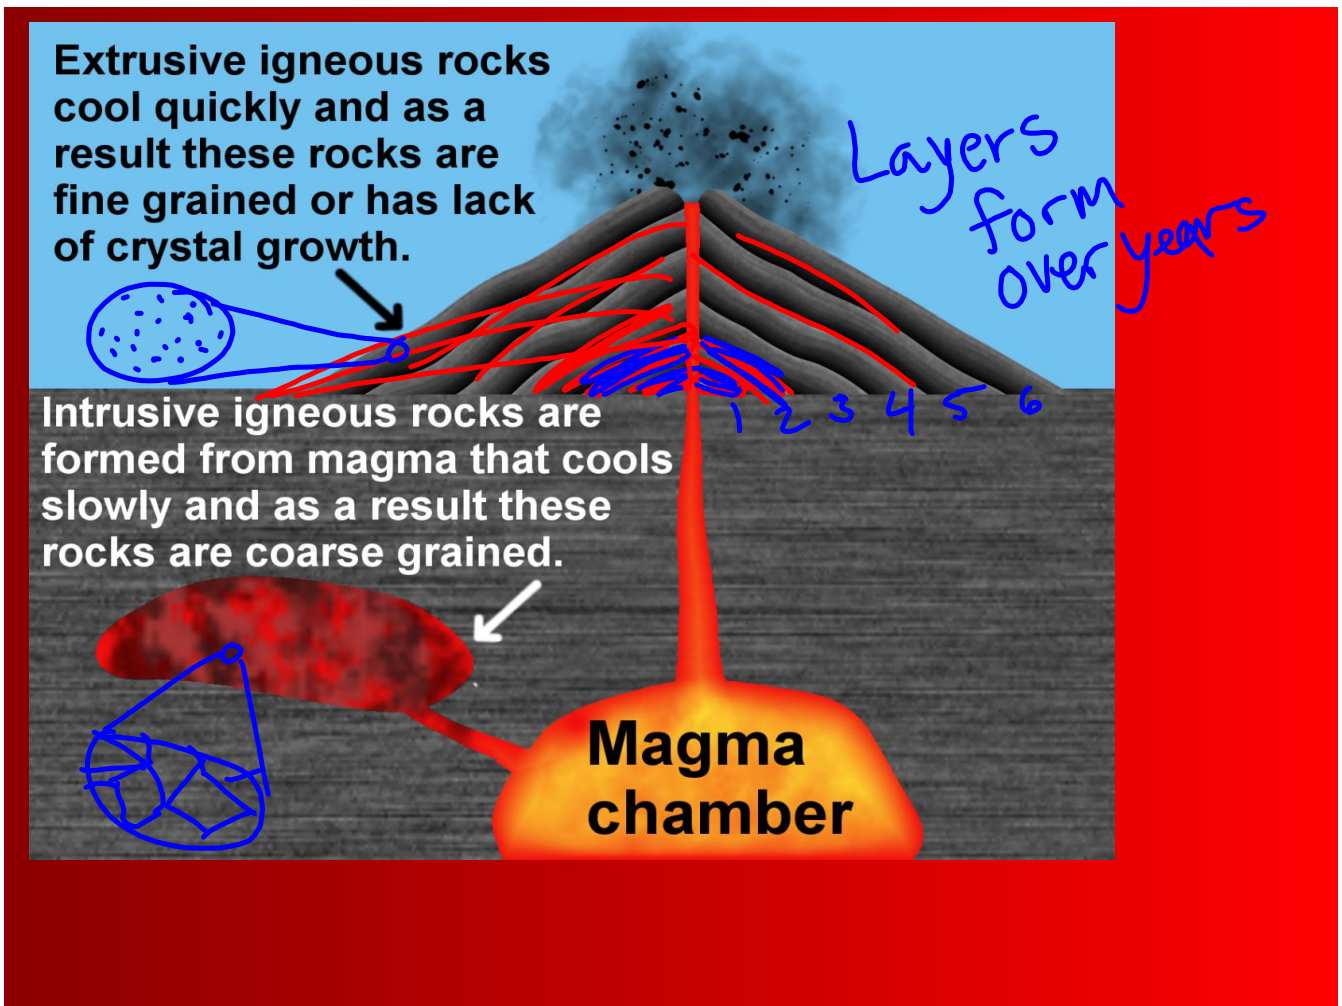 Extrusive igneous rocks
cool quickly and as a
result these rocks are
fine grained or has lack
of crystal growth.
Layers
form
over years
Intrusive igneous rocks are
formed from magma that cools
slowly and as a result these
rocks are coarse grained.
1 2 3 4 5 6
Magma
chamber